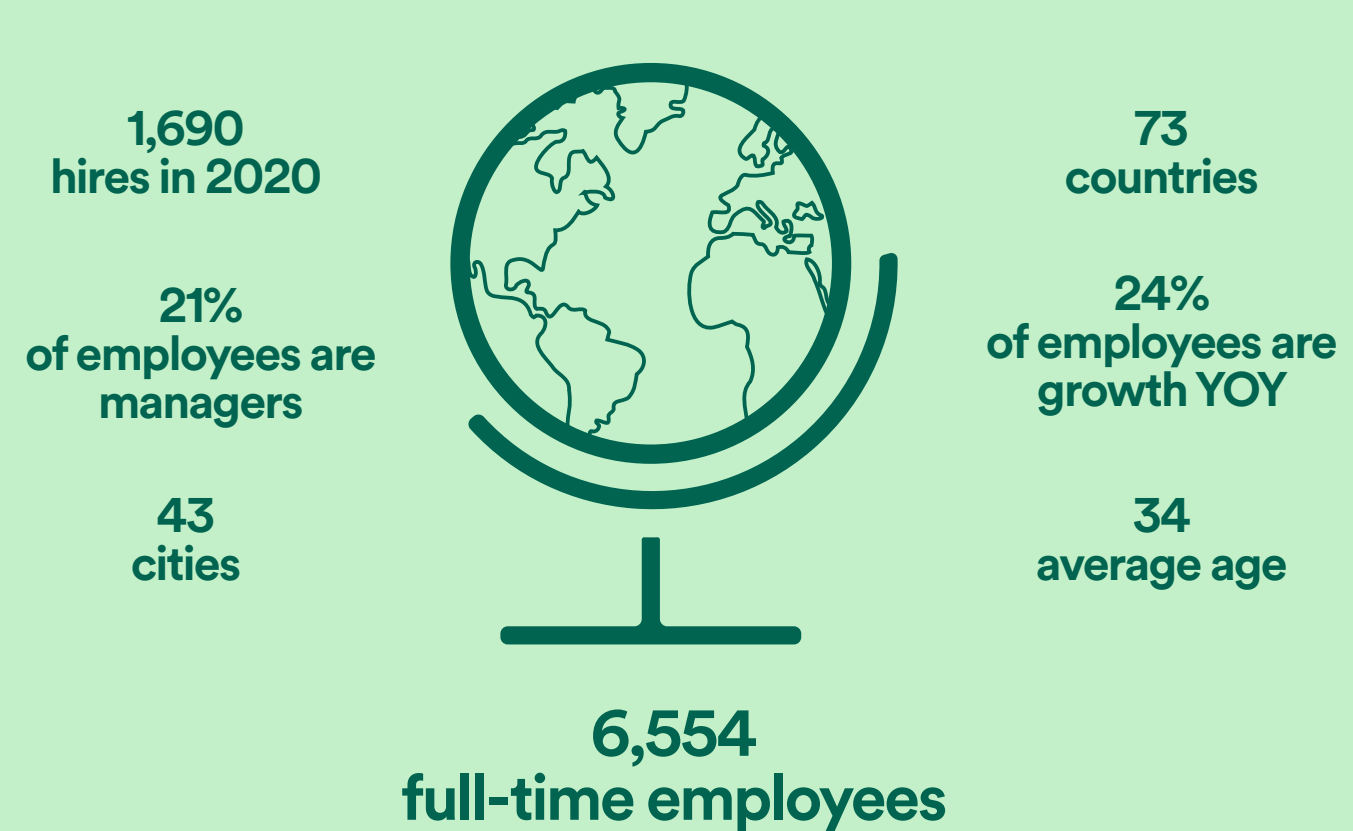 1,690
hires in 2020
21%
of employees are
managers
43
cities
73
countries
24%
of employees are
growth YOY
34
average age
6,554
full-time employees